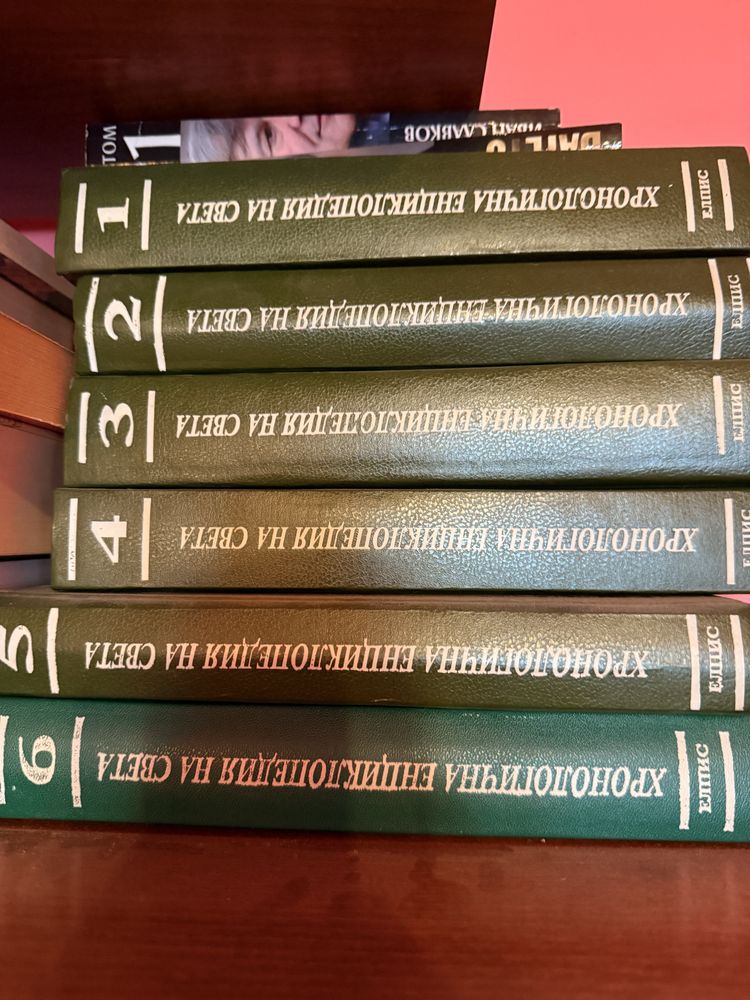 ТОМ
1
ИВАН СЛАВКОВ
1
ХРОНОЛОГИЧНА ЕНЦИКЛОПЕДИЯ НА СВЕТА
ЕЛПИС
2
ХРОНОЛОГИЧНА ЕНЦИКЛОПЕДИЯ НА СВЕТА
ЕЛПИС
3
ХРОНОЛОГИЧНА ЕНЦИКЛОПЕДИЯ НА СВЕТА
ЕЛПИС
4
ХРОНОЛОГИЧНА ЕНЦИКЛОПЕДИЯ НА СВЕТА
ЕЛПИС
5
ХРОНОЛОГИЧНА ЕНЦИКЛОПЕДИЯ НА СВЕТА
ЕЛПИС
6
ХРОНОЛОГИЧНА ЕНЦИКЛОПЕДИЯ НА СВЕТА
ЕЛПИС